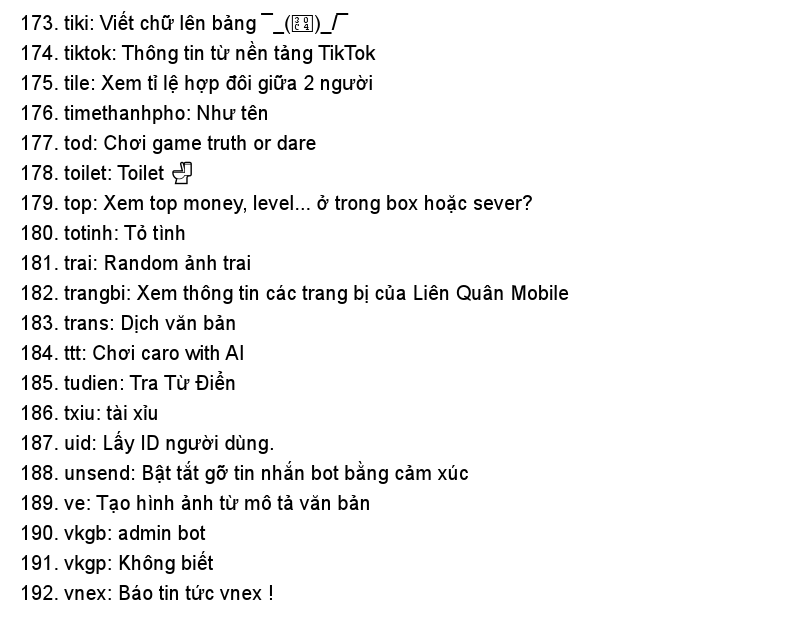 173. tiki: Viết chữ lên bảng ¯_(ツ)_/¯
174. tiktok: Thông tin từ nền tảng TikTok
175. tile: Xem tỉ lệ hợp đôi giữa 2 người
176. timethanhpho: Như tên
177. tod: Chơi game truth or dare
178. toilet: Toilet 🚽
179. top: Xem top money, level... ở trong box hoặc sever?
180. totinh: Tỏ tình
181. trai: Random ảnh trai
182. trangbi: Xem thông tin các trang bị của Liên Quân Mobile
183. trans: Dịch văn bản
184. ttt: Chơi caro with AI
185. tudien: Tra Từ Điển
186. txiu: tài xỉu
187. uid: Lấy ID người dùng.
188. unsend: Bật tắt gỡ tin nhắn bot bằng cảm xúc
189. ve: Tạo hình ảnh từ mô tả văn bản
190. vkgb: admin bot
191. vkgp: Không biết
192. vnex: Báo tin tức vnex !